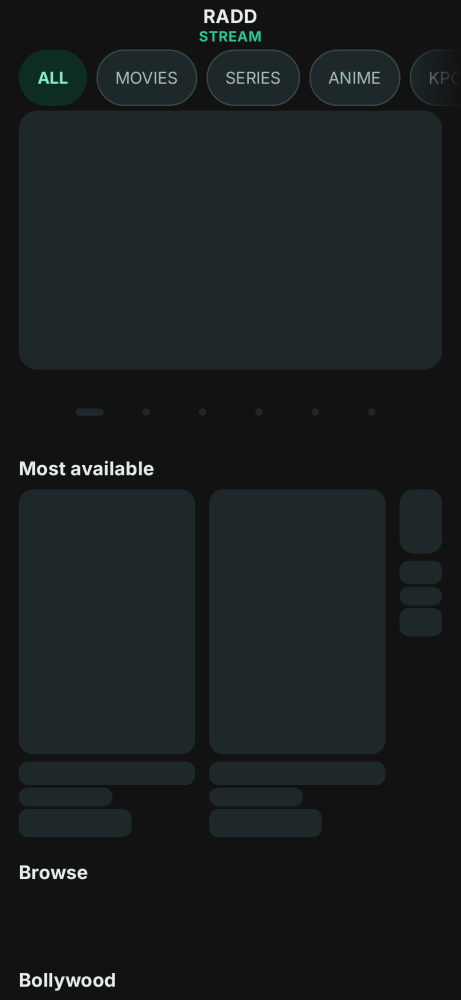 RADD
STREAM
ALL
MOVIES
SERIES
ANIME
Most available
Browse
Bollywood